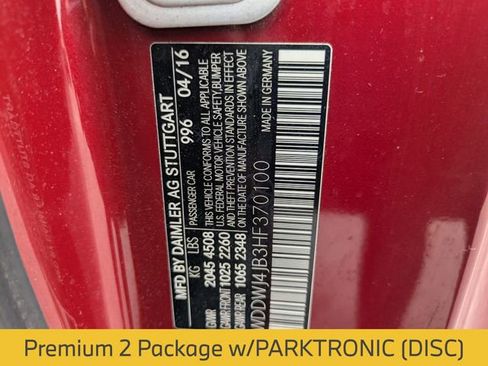 MFD BY DAIMLER AG STUTTGART
PASSENGER CAR 996 04/16
KG LBS
GVWR 2045 4508
GAWR FRONT 1025 2260
GAWR REAR 1065 2348
THIS VEHICLE CONFORMS TO ALL APPLICABLE
U.S. FEDERAL MOTOR VEHICLE SAFETY, BUMPER
AND THEFT PREVENTION STANDARDS IN EFFECT
ON THE DATE OF MANUFACTURE SHOWN ABOVE
MADE IN GERMANY
WDDWJ4JB3HF370100
Premium 2 Package w/PARKTRONIC (DISC)